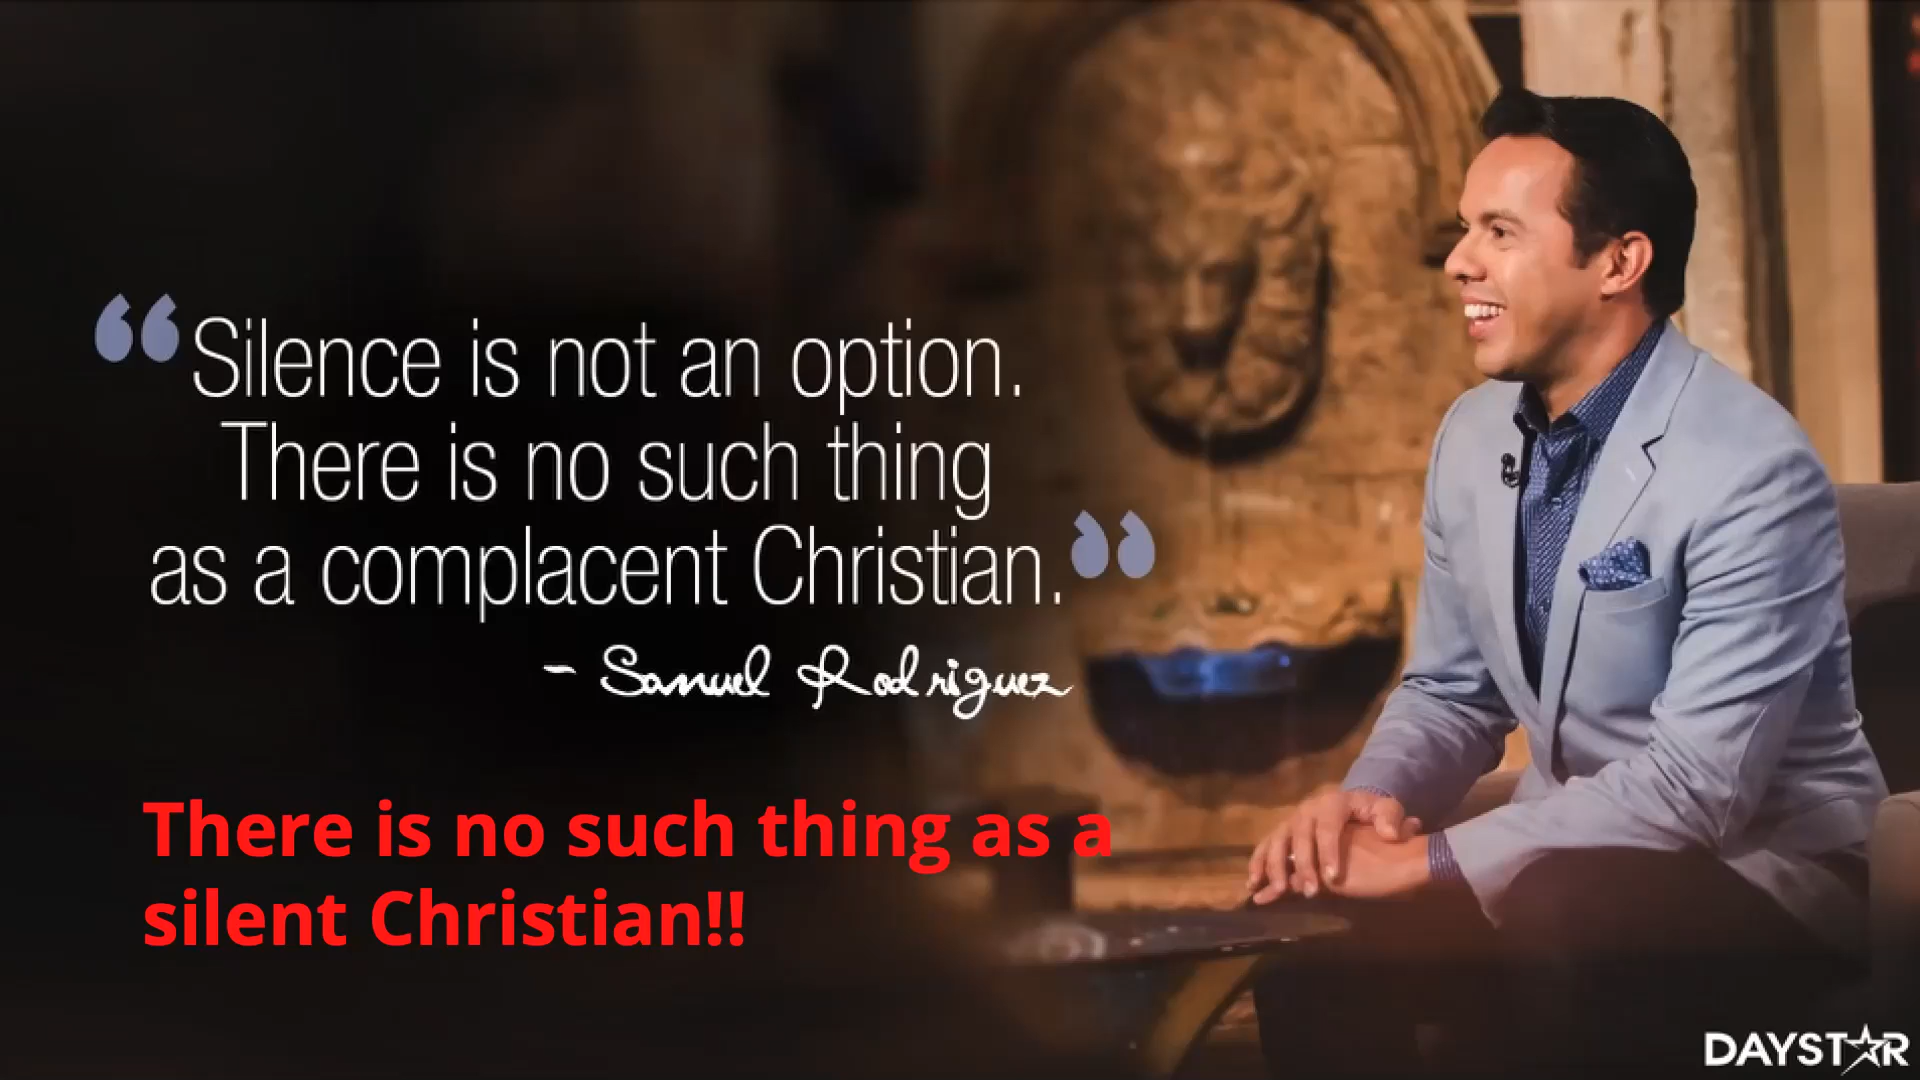 “Silence is not an option.
There is no such thing
as a complacent Christian.”
- Samuel Rodriguez
There is no such thing as a
silent Christian!!
DAYSTAR